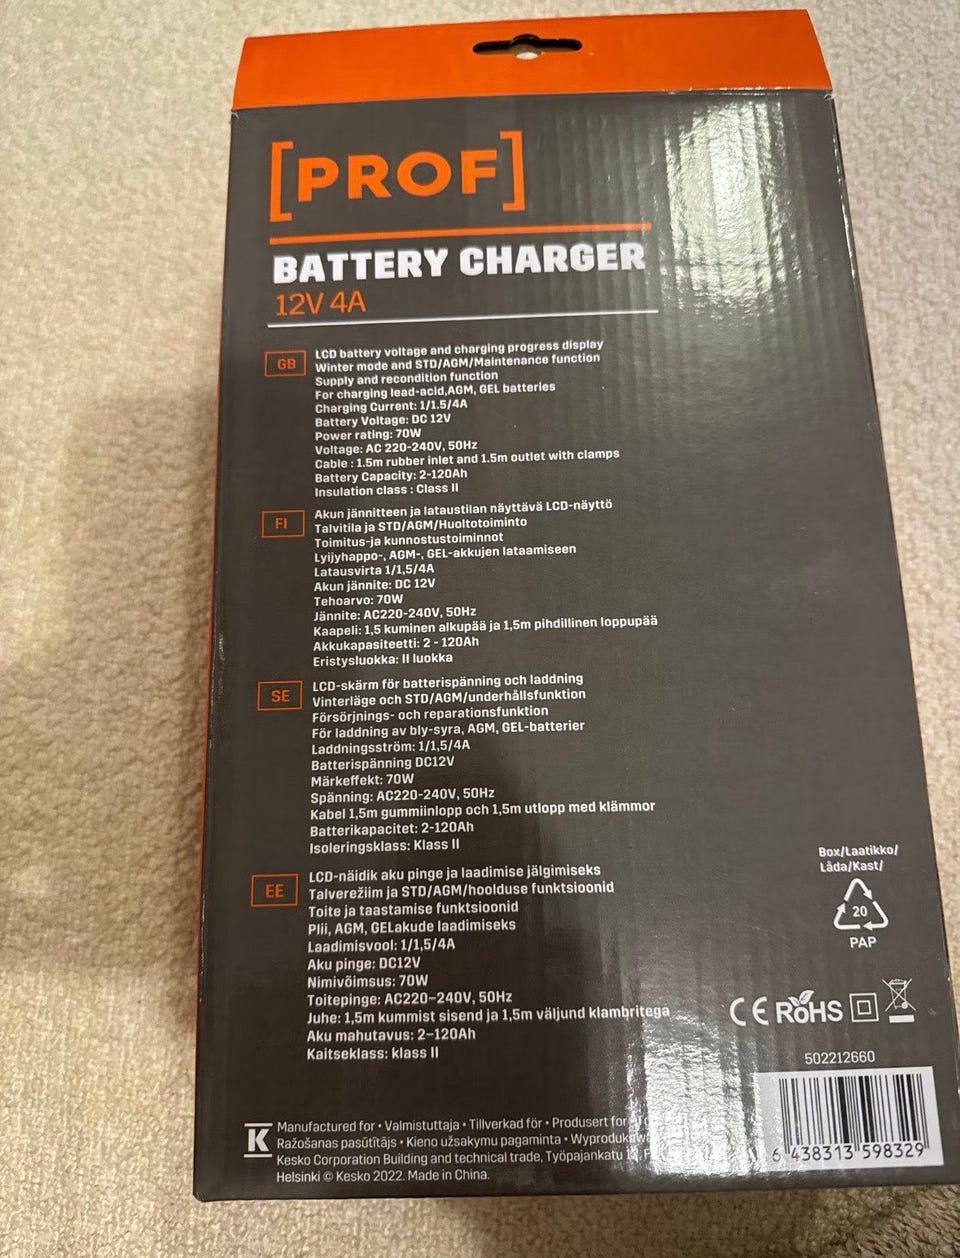 [PROF]
BATTERY CHARGER
12V 4A
GB
LCD battery voltage and charging progress display
Winter mode and STD/AGM/Maintenance function
Supply and recondition function
For charging lead-acid,AGM, GEL batteries
Charging Current: 1/1.5/4A
Battery Voltage: DC 12V
Power rating: 70W
Voltage: AC 220-240V, 50Hz
Cable : 1.5m rubber inlet and 1.5m outlet with clamps
Battery Capacity: 2-120Ah
Insulation class : Class II
FI
Akun jännitteen ja lataustilan näyttävä LCD-näyttö
Talvitila ja STD/AGM/Huoltotoiminto
Toimitus-ja kunnostustoiminnot
Lyijyhappo-, AGM-, GEL-akkujen lataamiseen
Latausvirta 1/1,5/4A
Akun jännite: DC 12V
Tehoarvo: 70W
Jännite: AC220-240V, 50Hz
Kaapeli: 1,5 kuminen alkupää ja 1,5m pihdillinen loppupää
Akkukapasiteetti: 2 - 120Ah
Eristysluokka: II luokka
SE
LCD-skärm för batterispänning och laddning
Vinterläge och STD/AGM/underhållsfunktion
Försörjnings- och reparationsfunktion
För laddning av bly-syra, AGM, GEL-batterier
Laddningsström: 1/1,5/4A
Batterispänning DC12V
Märkeffekt: 70W
Spänning: AC220-240V, 50Hz
Kabel 1,5m gummiinlopp och 1,5m utlopp med klämmor
Batterikapacitet: 2-120Ah
Isoleringsklass: Klass II
EE
LCD-näidik aku pinge ja laadimise jälgimiseks
Talverežiim ja STD/AGM/hoolduse funktsioonid
Toite ja taastamise funktsioonid
Plii, AGM, GELakude laadimiseks
Laadimisvool: 1/1,5/4A
Aku pinge: DC12V
Nimivõimsus: 70W
Toitepinge: AC220–240V, 50Hz
Juhe: 1,5m kummist sisend ja 1,5m väljund klambritega
Aku mahutavus: 2–120Ah
Kaitseklass: klass II
Box/Laatikko/
Låda/Kast/
20
PAP
CE RoHS
502212660
6 438313 598329
K
Manufactured for • Valmistuttaja • Tillverkad för • Produsert for
Ražošanas pasūtītājs • Kieno užsakymu pagaminta •
Kesko Corporation Building and technical trade, Työpajankatu
Helsinki © Kesko 2022. Made in China.